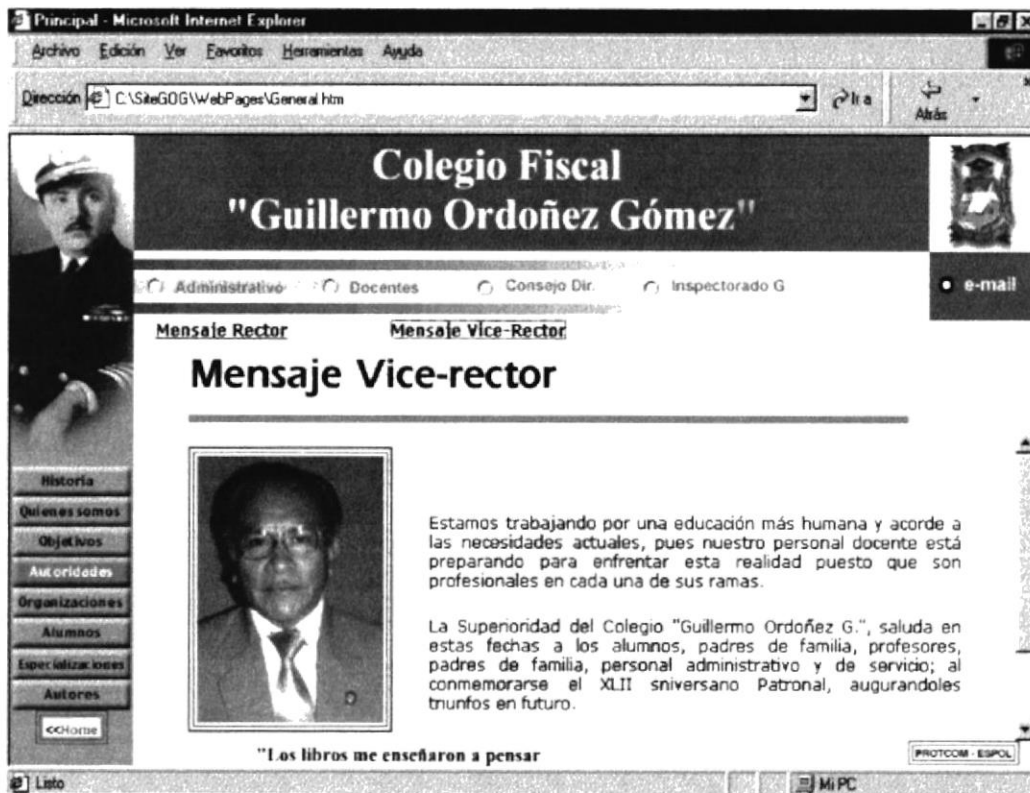 Principal - Microsoft Internet Explorer
Archivo Edición Ver Favoritos Herramientas Ayuda
Dirección C:\SiteGOG\WebPages\General.htm Ir a Atrás
Colegio Fiscal
"Guillermo Ordoñez Gómez"
Administrativo Docentes Consejo Dir. Inspectorado G e-mail
Mensaje Rector Mensaje Vice-Rector
Mensaje Vice-rector
Historia
Quienes somos
Objetivos
Autoridades
Organizaciones
Alumnos
Especializaciones
Autores
<<Home
Estamos trabajando por una educación más humana y acorde a
las necesidades actuales, pues nuestro personal docente está
preparando para enfrentar esta realidad puesto que son
profesionales en cada una de sus ramas.
La Superioridad del Colegio "Guillermo Ordoñez G.", saluda en
estas fechas a los alumnos, padres de familia, profesores,
padres de familia, personal administrativo y de servicio; al
conmemorarse el XLII sniversano Patronal, augurandoles
triunfos en futuro.
"Los libros me enseñaron a pensar
PROTCOM - ESPOL
Listo Mi PC